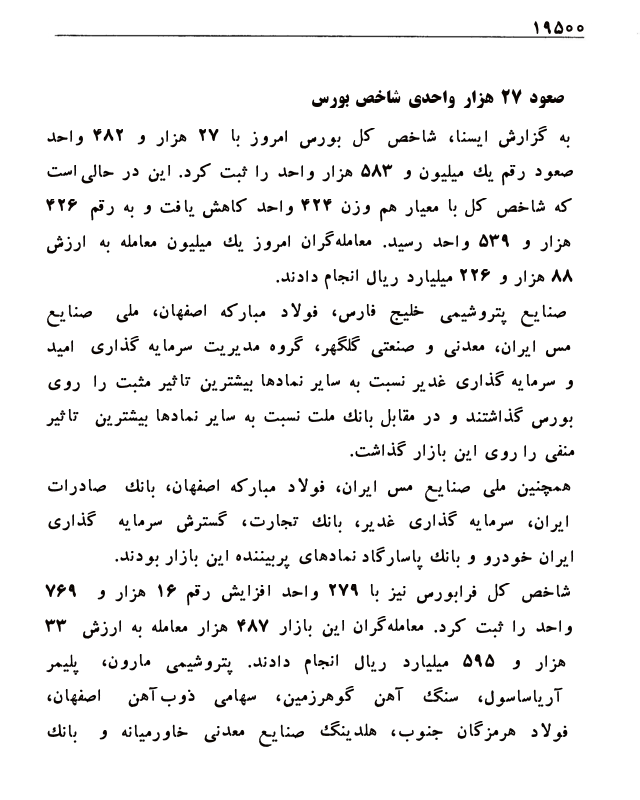 ۱۹۵۰۰
صعود ۲۷ هزار واحدی شاخص بورس
به گزارش ایسنا، شاخص کل بورس امروز با ۲۷ هزار و ۴۸۲ واحد
صعود رقم یك میلیون و ۵۸۳ هزار واحد را ثبت کرد. این در حالی است
که شاخص کل با معیار هم وزن ۴۲۴ واحد کاهش یافت و به رقم ۴۲۶
هزار و ۵۳۹ واحد رسید. معامله‌گران امروز یك میلیون معامله به ارزش
۸۸ هزار و ۲۲۶ میلیارد ریال انجام دادند.
صنایع پتروشیمی خلیج فارس، فولاد مبارکه اصفهان، ملی صنایع
مس ایران، معدنی و صنعتی گلگهر، گروه مدیریت سرمایه گذاری امید
و سرمایه گذاری غدیر نسبت به سایر نمادها بیشترین تاثیر مثبت را روی
بورس گذاشتند و در مقابل بانك ملت نسبت به سایر نمادها بیشترین تاثیر
منفی را روی این بازار گذاشت.
همچنین ملی صنایع مس ایران، فولاد مبارکه اصفهان، بانك صادرات
ایران، سرمایه گذاری غدیر، بانك تجارت، گسترش سرمایه گذاری
ایران خودرو و بانك پاسارگاد نمادهای پربیننده این بازار بودند.
شاخص کل فرابورس نیز با ۲۷۹ واحد افزایش رقم ۱۶ هزار و ۷۶۹
واحد را ثبت کرد. معامله‌گران این بازار ۴۸۷ هزار معامله به ارزش ۳۳
هزار و ۵۹۵ میلیارد ریال انجام دادند. پتروشیمی مارون، پلیمر
آریاساسول، سنگ آهن گوهرزمین، سهامی ذوب‌آهن اصفهان،
فولاد هرمزگان جنوب، هلدینگ صنایع معدنی خاورمیانه و بانك